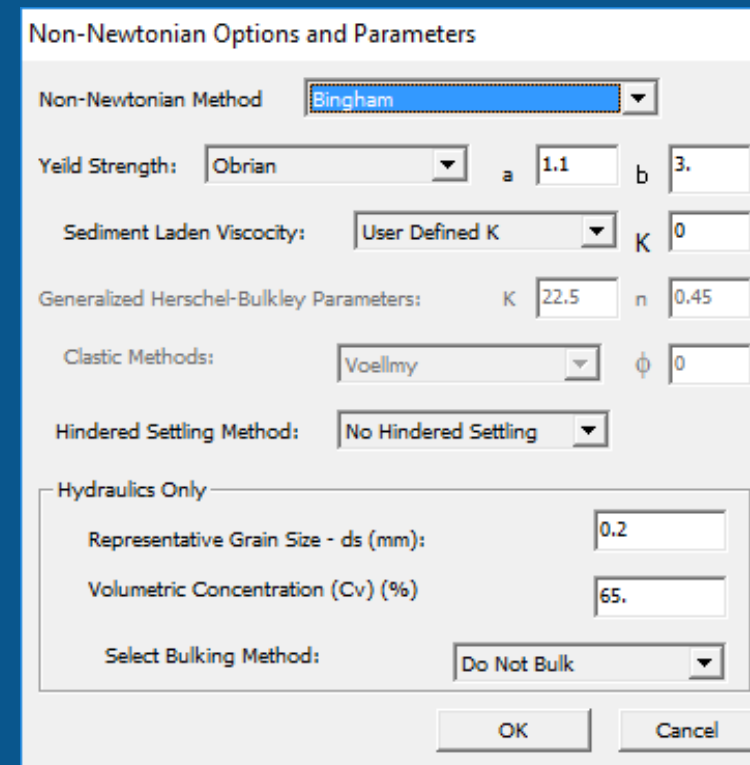 Non-Newtonian Options and Parameters
Non-Newtonian Method Bingham
Yeild Strength: Obrian a 1.1 b 3.
Sediment Laden Viscocity: User Defined K K 0
Generalized Herschel-Bulkley Parameters: K 22.5 n 0.45
Clastic Methods: Voellmy ϕ 0
Hindered Settling Method: No Hindered Settling
Hydraulics Only
Representative Grain Size - ds (mm): 0.2
Volumetric Concentration (Cv) (%) 65.
Select Bulking Method: Do Not Bulk
OK Cancel